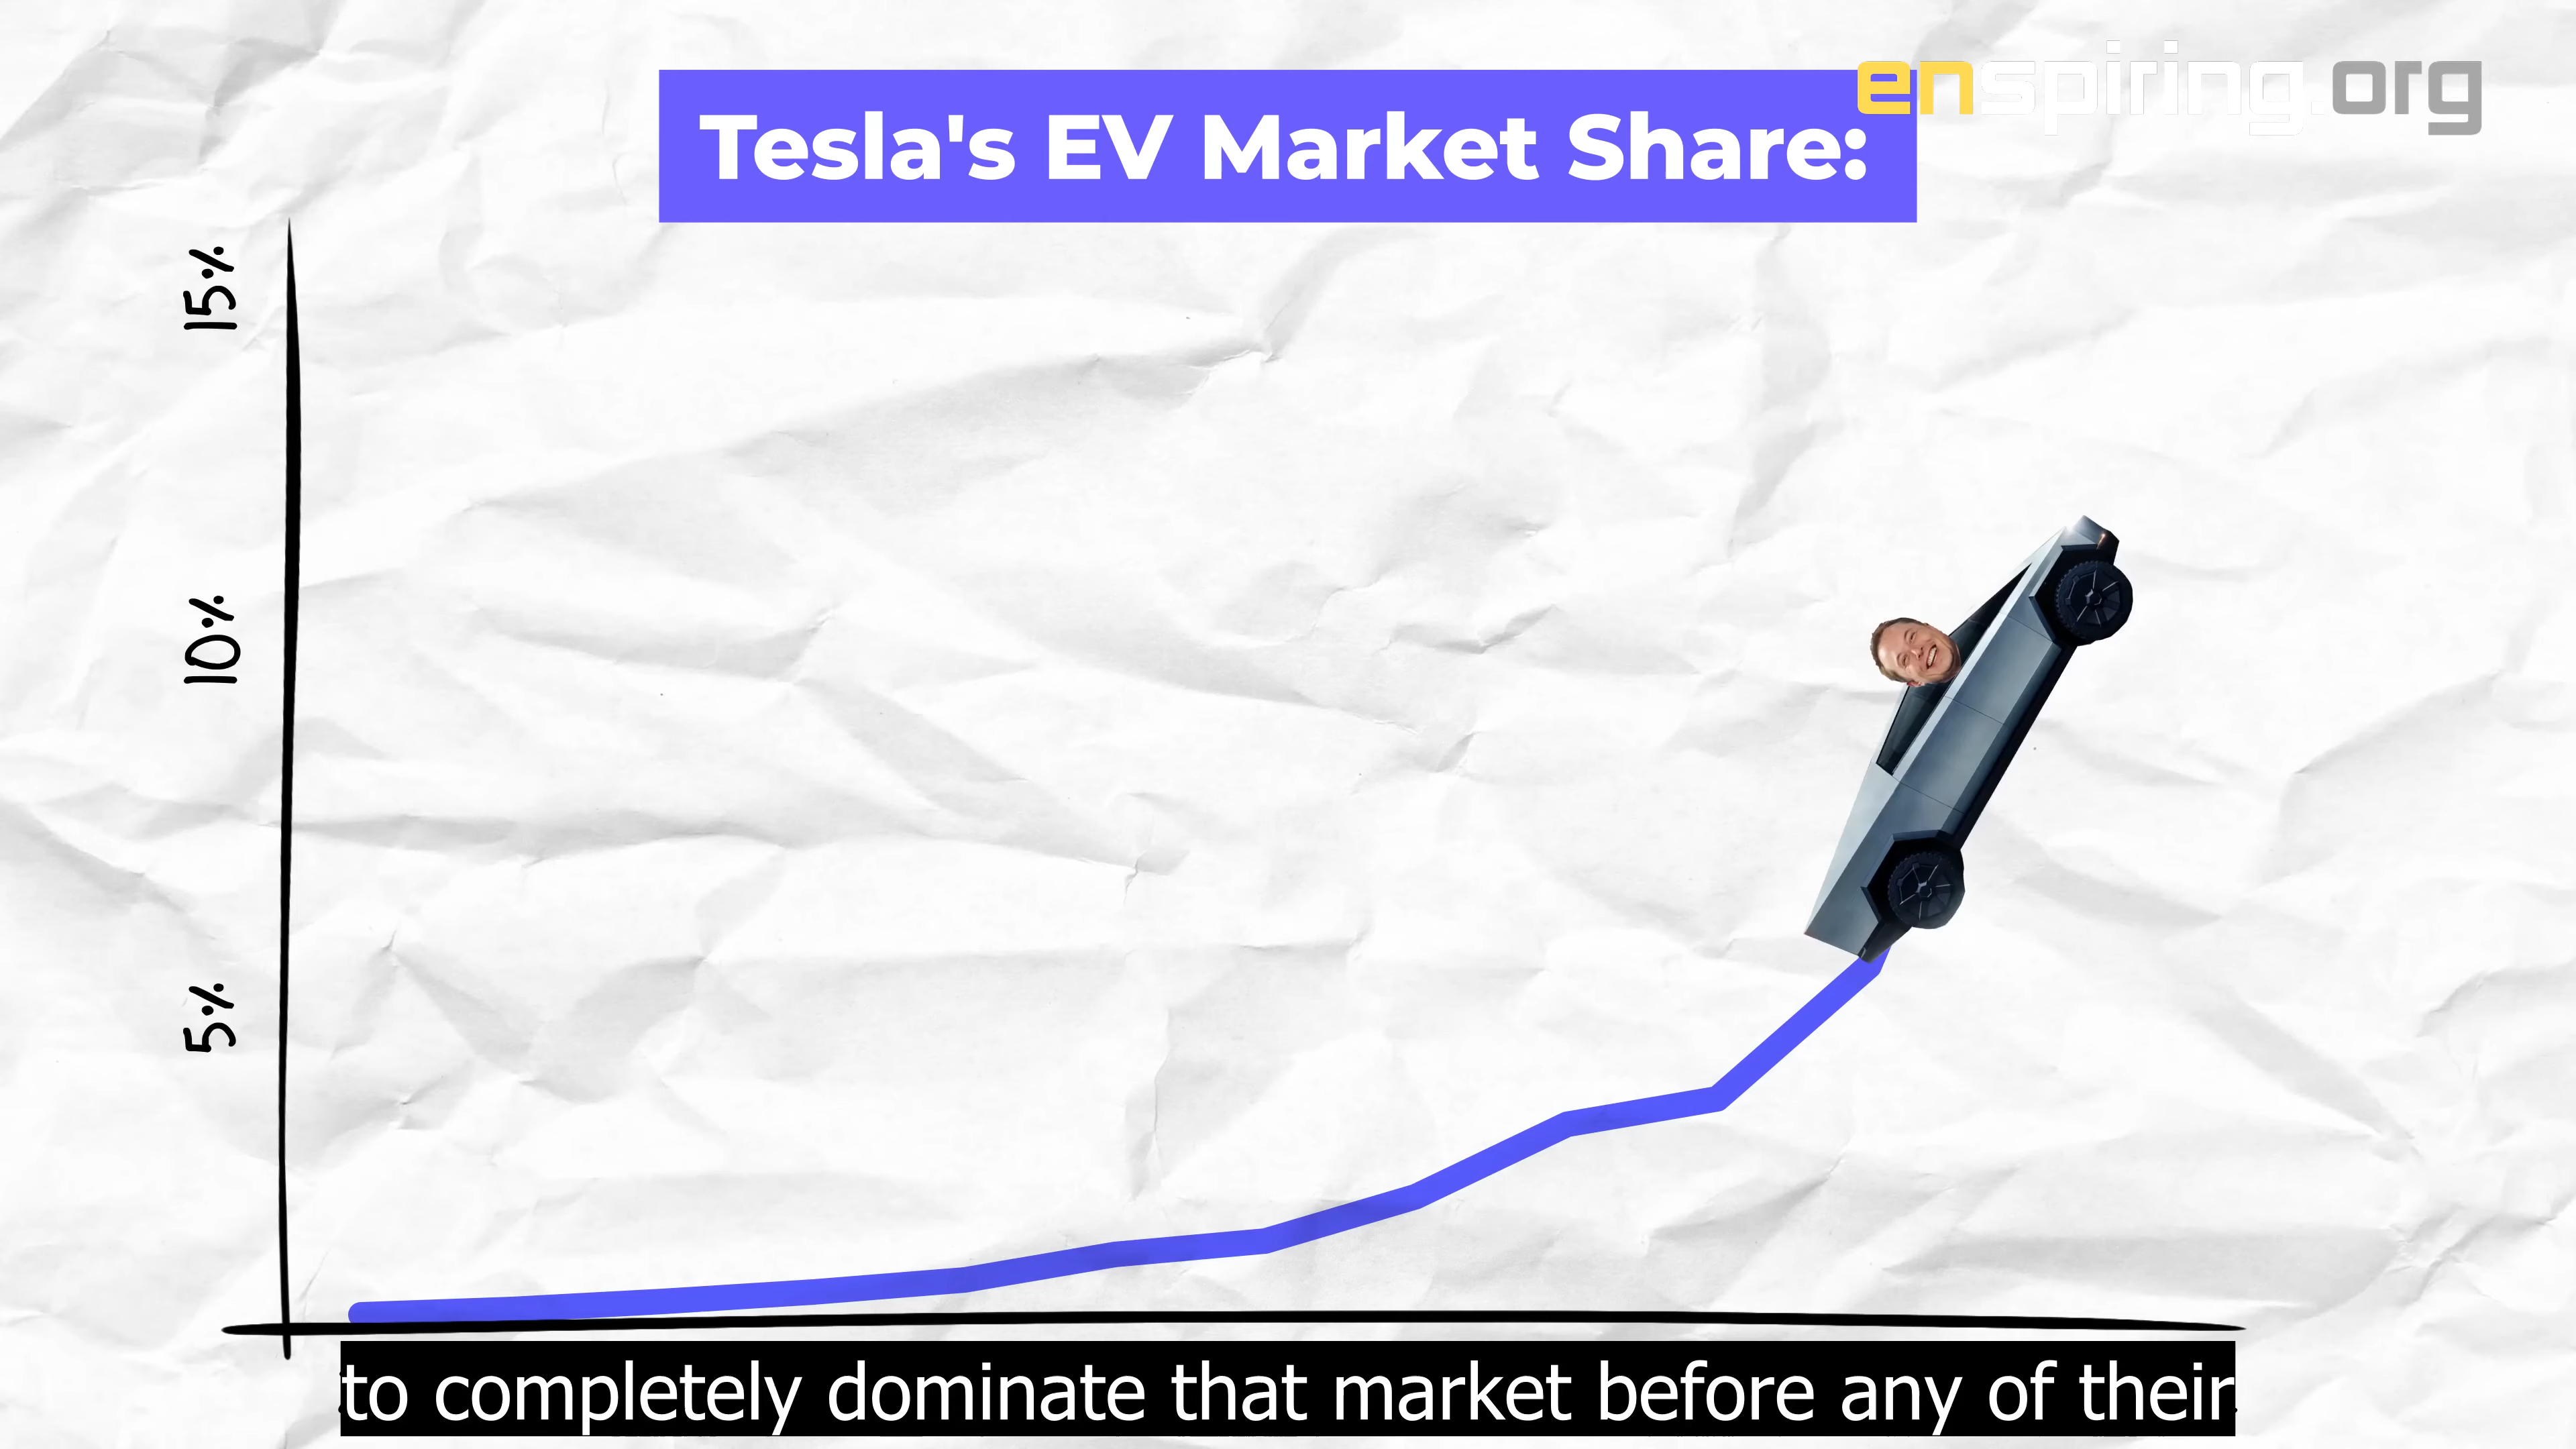 enspiring.org
Tesla's EV Market Share:
15%
10%
5%
to completely dominate that market before any of their